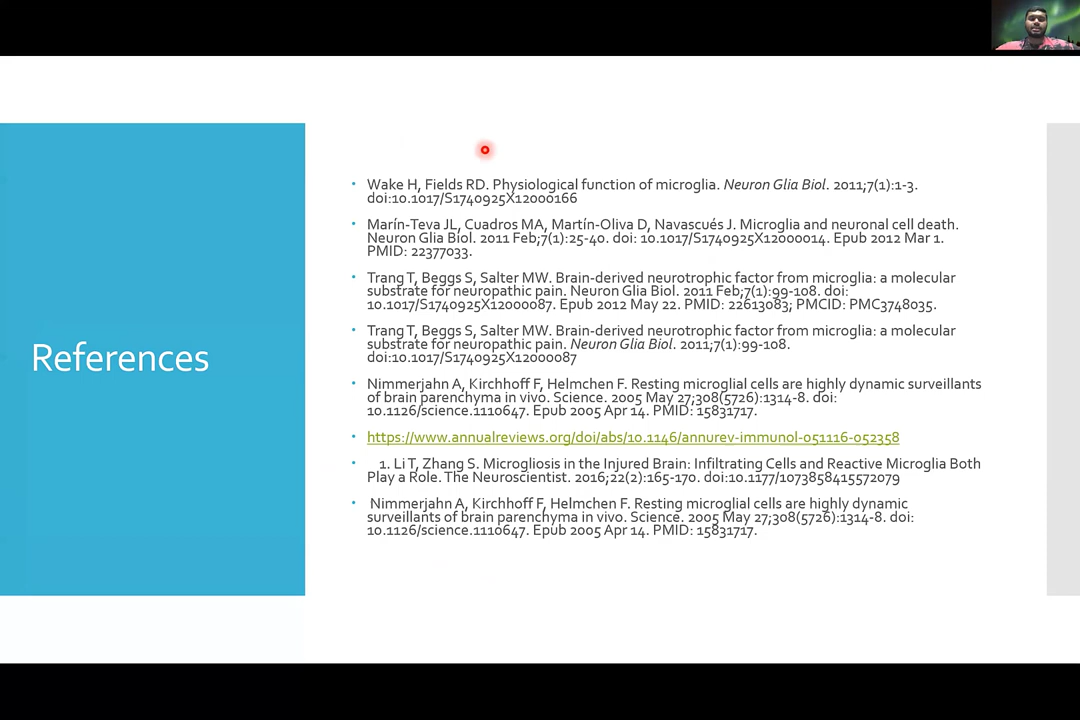 References
Wake H, Fields RD. Physiological function of microglia. Neuron Glia Biol. 2011;7(1):1-3.
doi:10.1017/S1740925X12000166
Marín-Teva JL, Cuadros MA, Martín-Oliva D, Navascués J. Microglia and neuronal cell death.
Neuron Glia Biol. 2011 Feb;7(1):25-40. doi: 10.1017/S1740925X12000014. Epub 2012 Mar 1.
PMID: 22377033.
Trang T, Beggs S, Salter MW. Brain-derived neurotrophic factor from microglia: a molecular
substrate for neuropathic pain. Neuron Glia Biol. 2011 Feb;7(1):99-108. doi:
10.1017/S1740925X12000087. Epub 2012 May 22. PMID: 22613083; PMCID: PMC3748035.
Trang T, Beggs S, Salter MW. Brain-derived neurotrophic factor from microglia: a molecular
substrate for neuropathic pain. Neuron Glia Biol. 2011;7(1):99-108.
doi:10.1017/S1740925X12000087
Nimmerjahn A, Kirchhoff F, Helmchen F. Resting microglial cells are highly dynamic surveillants
of brain parenchyma in vivo. Science. 2005 May 27;308(5726):1314-8. doi:
10.1126/science.1110647. Epub 2005 Apr 14. PMID: 15831717.
https://www.annualreviews.org/doi/abs/10.1146/annurev-immunol-051116-052358
1. Li T, Zhang S. Microgliosis in the Injured Brain: Infiltrating Cells and Reactive Microglia Both
Play a Role. The Neuroscientist. 2016;22(2):165-170. doi:10.1177/1073858415572079
Nimmerjahn A, Kirchhoff F, Helmchen F. Resting microglial cells are highly dynamic
surveillants of brain parenchyma in vivo. Science. 2005 May 27;308(5726):1314-8. doi:
10.1126/science.1110647. Epub 2005 Apr 14. PMID: 15831717.